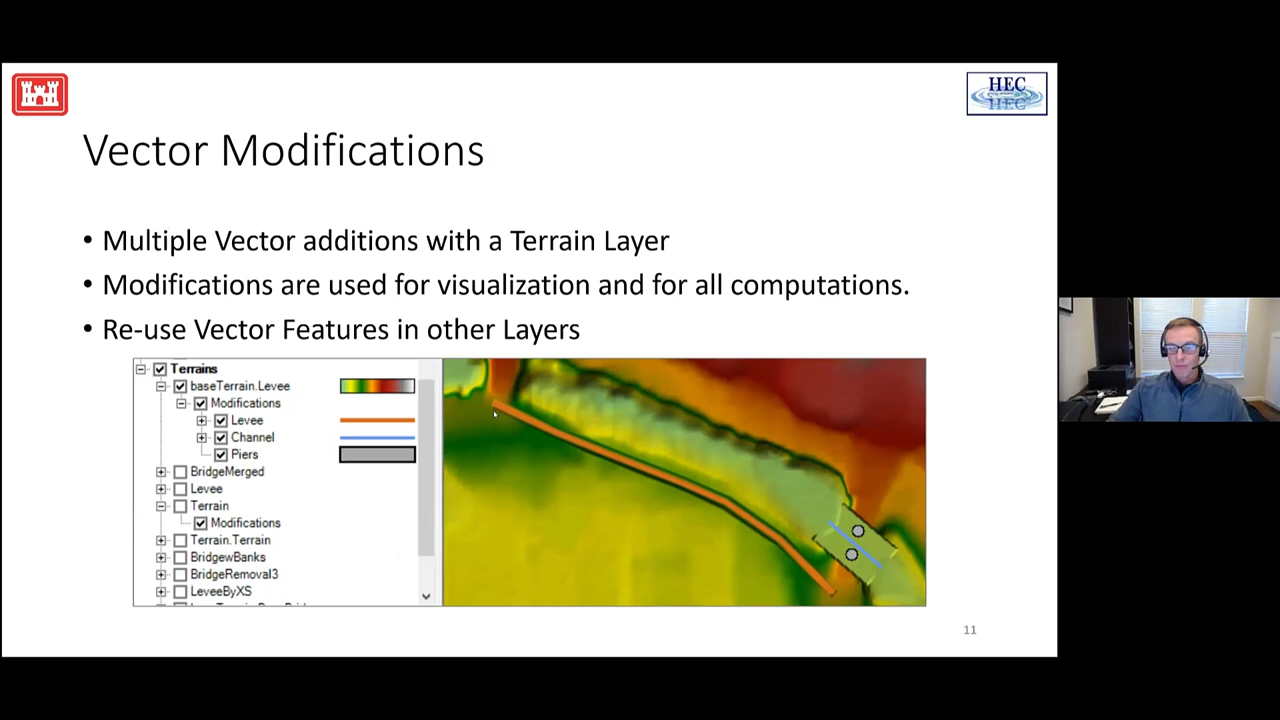 HEC
HEC
Vector Modifications
• Multiple Vector additions with a Terrain Layer
• Modifications are used for visualization and for all computations.
• Re-use Vector Features in other Layers
Terrains
baseTerrain.Levee
Modifications
Levee
Channel
Piers
BridgeMerged
Levee
Terrain
Modifications
Terrain.Terrain
BridgewBanks
BridgeRemoval3
LeveeByXS
11